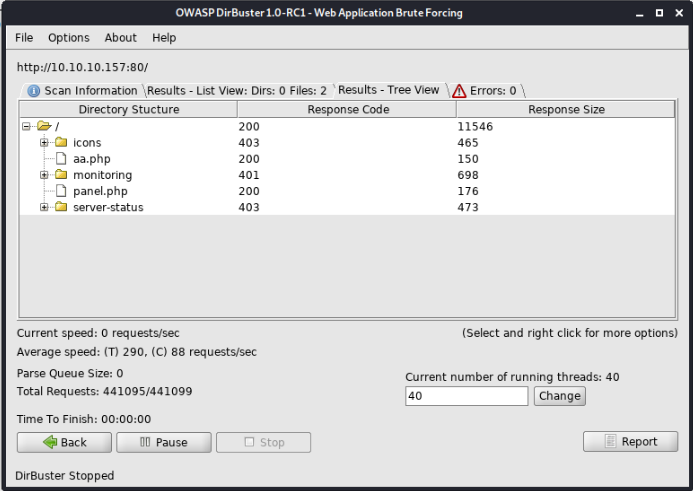 OWASP DirBuster 1.0-RC1 - Web Application Brute Forcing
File Options About Help
http://10.10.10.157:80/
Scan Information Results - List View: Dirs: 0 Files: 2 Results - Tree View Errors: 0
Directory Stucture Response Code Response Size
/ 200 11546
icons 403 465
aa.php 200 150
monitoring 401 698
panel.php 200 176
server-status 403 473
Current speed: 0 requests/sec (Select and right click for more options)
Average speed: (T) 290, (C) 88 requests/sec
Parse Queue Size: 0
Current number of running threads: 40
Total Requests: 441095/441099
40 Change
Time To Finish: 00:00:00
Back Pause Stop Report
DirBuster Stopped